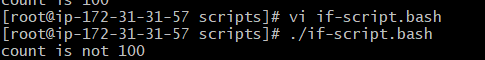 count is 100
[root@ip-172-31-31-57 scripts]# vi if-script.bash
[root@ip-172-31-31-57 scripts]# ./if-script.bash
count is not 100